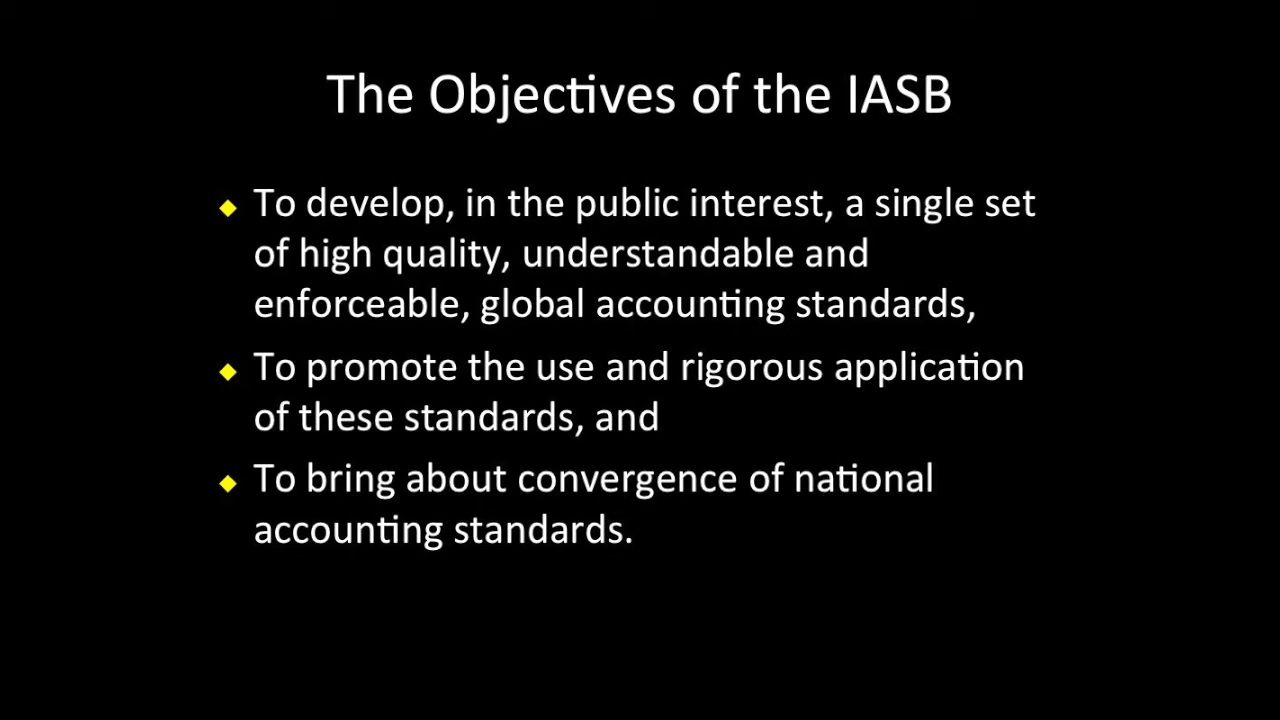 The Objectives of the IASB
To develop, in the public interest, a single set
of high quality, understandable and
enforceable, global accounting standards,
To promote the use and rigorous application
of these standards, and
To bring about convergence of national
accounting standards.